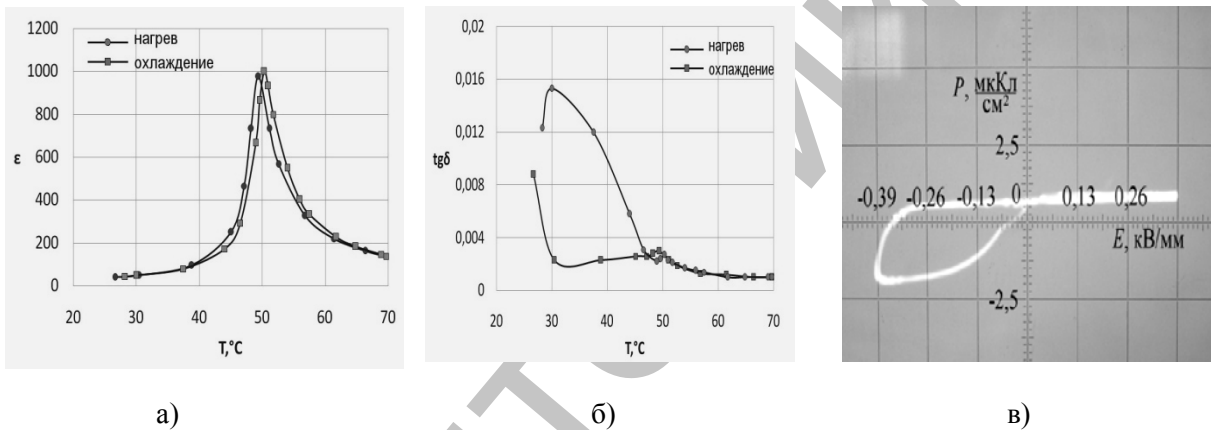 1200
1000
800
600
400
200
0
ε
нагрев
охлаждение
20 30 40 50 60 70
T,°C
0,02
0,016
0,012
0,008
0,004
0
tgδ
нагрев
охлаждение
20 30 40 50 60 70
T,°C
P, мкКл
см²
2,5
-0,39 -0,26 -0,13 0 0,13 0,26
E, кВ/мм
-2,5
а) б) в)